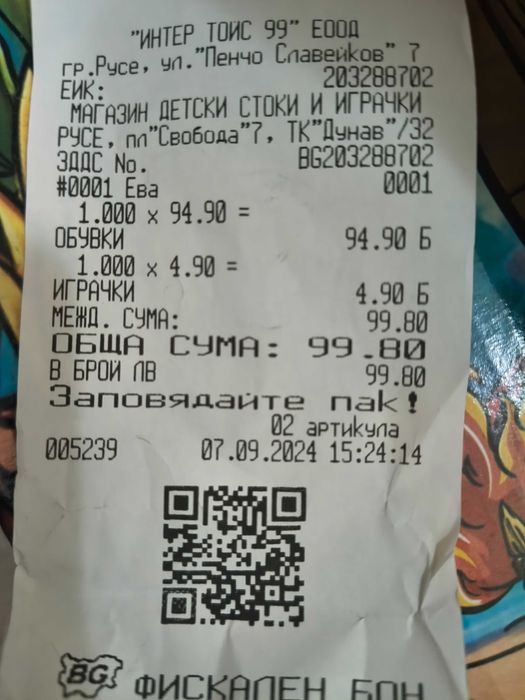 "ИНТЕР ТОЙС 99" ЕООД
гр.Русе, ул."Пенчо Славейков" 7
ЕИК: 203288702
МАГАЗИН ДЕТСКИ СТОКИ И ИГРАЧКИ
РУСЕ, пл"Свобода"7, ТК"Дунав"/32
ЗДДС No. BG203288702
#0001 Ева 0001
1.000 x 94.90 =
ОБУВКИ 94.90 Б
1.000 x 4.90 =
ИГРАЧКИ 4.90 Б
МЕЖД. СУМА: 99.80
ОБЩА СУМА: 99.80
В БРОЙ ЛВ 99.80
Заповядайте пак!
02 артикула
005239 07.09.2024 15:24:14
BG ФИСКАЛЕН БОН